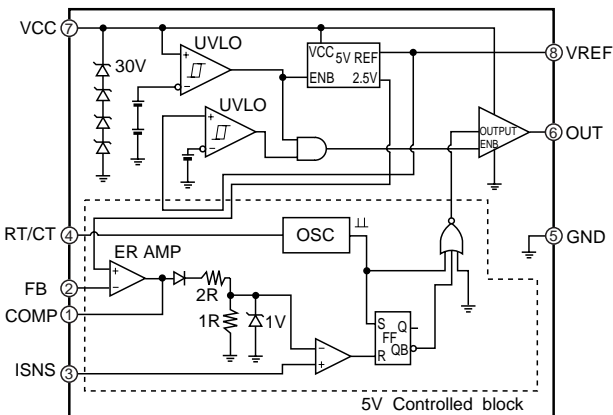 VCC 7
UVLO
30V
+
−
VCC 5V REF
ENB 2.5V
8 VREF
UVLO
+
−
OUTPUT
ENB
6 OUT
RT/CT 4
OSC
5 GND
ER AMP
+
−
FB 2
COMP 1
2R
1R
1V
−
+
S Q
FF
R QB
ISNS 3
5V Controlled block